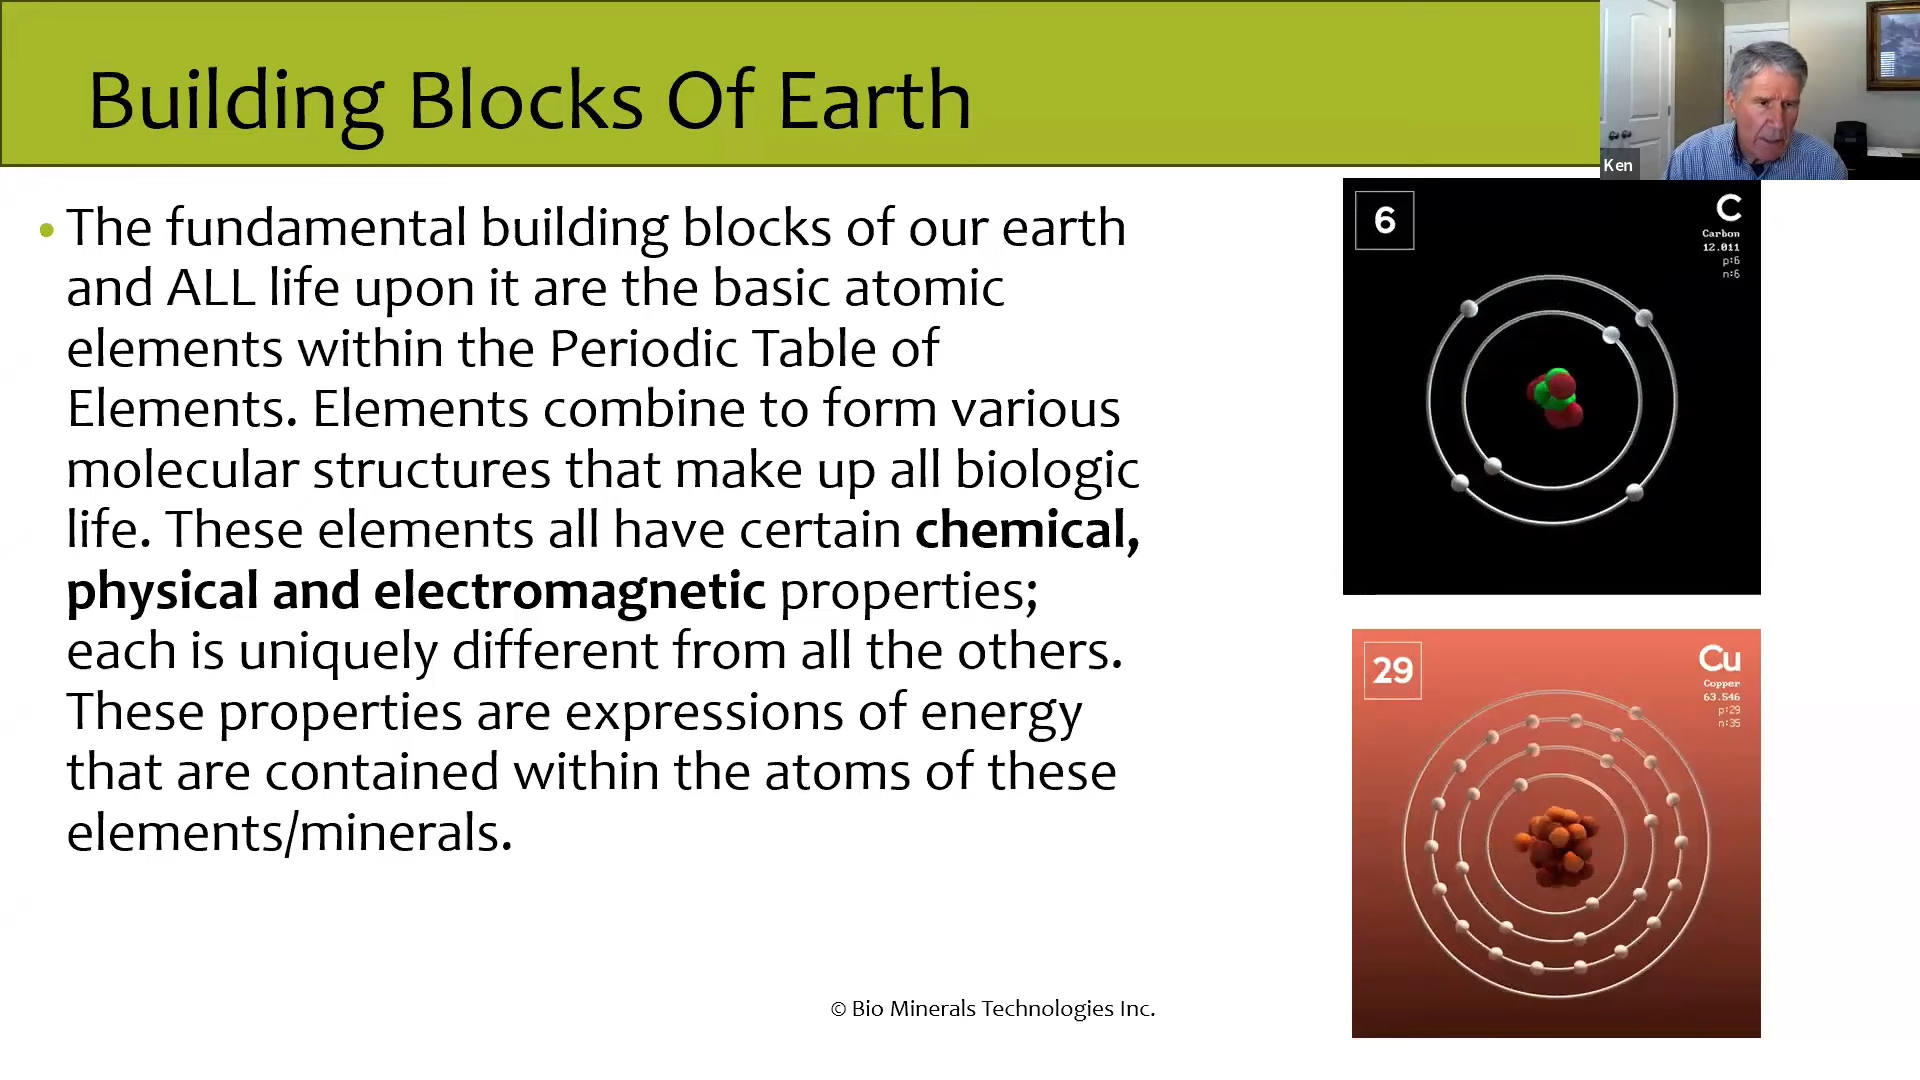 Building Blocks Of Earth
Ken
• The fundamental building blocks of our earth
and ALL life upon it are the basic atomic
elements within the Periodic Table of
Elements. Elements combine to form various
molecular structures that make up all biologic
life. These elements all have certain chemical,
physical and electromagnetic properties;
each is uniquely different from all the others.
These properties are expressions of energy
that are contained within the atoms of these
elements/minerals.
6
C
Carbon
12.011
p:6
n:6
29
Cu
Copper
63.546
p:29
n:35
© Bio Minerals Technologies Inc.